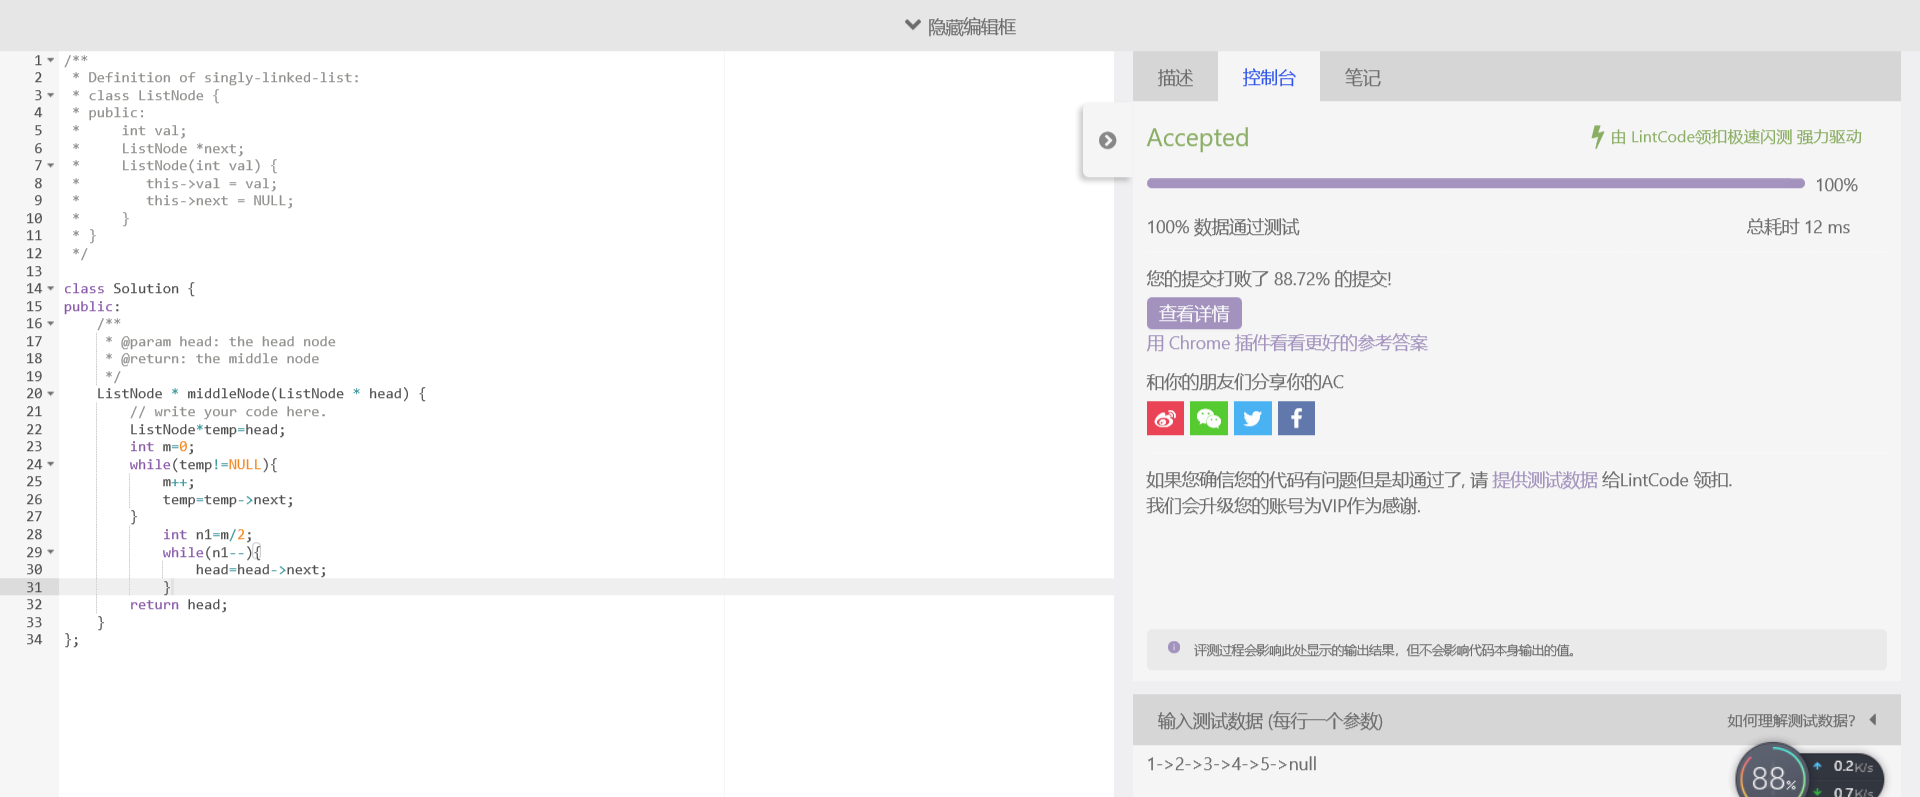 隐藏编辑框
1 /**
2  * Definition of singly-linked-list:
3  * class ListNode {
4  * public:
5  *     int val;
6  *     ListNode *next;
7  *     ListNode(int val) {
8  *        this->val = val;
9  *        this->next = NULL;
10  *     }
11  * }
12  */
13
14 class Solution {
15 public:
16     /**
17      * @param head: the head node
18      * @return: the middle node
19      */
20     ListNode * middleNode(ListNode * head) {
21         // write your code here.
22         ListNode*temp=head;
23         int m=0;
24         while(temp!=NULL){
25             m++;
26             temp=temp->next;
27         }
28             int n1=m/2;
29             while(n1--){
30                 head=head->next;
31             }
32         return head;
33     }
34 };
描述 控制台 笔记
Accepted 由 LintCode领扣极速闪测 强力驱动
100%
100% 数据通过测试 总耗时 12 ms
您的提交打败了 88.72% 的提交!
查看详情
用 Chrome 插件看看更好的参考答案
和你的朋友们分享你的AC
如果您确信您的代码有问题但是却通过了, 请 提供测试数据 给LintCode 领扣.
我们会升级您的账号为VIP作为感谢.
评测过程会影响此处显示的输出结果，但不会影响代码本身输出的值。
输入测试数据 (每行一个参数) 如何理解测试数据?
1->2->3->4->5->null
88%
0.2K/s
0.7K/s